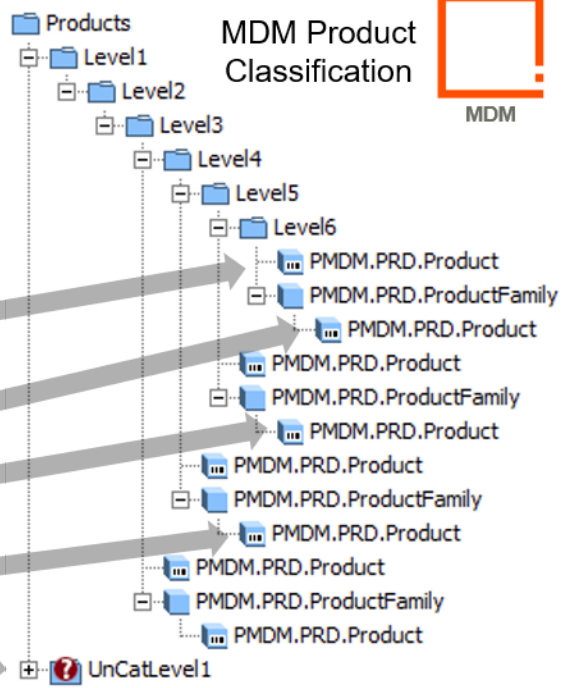 Products
MDM Product
Classification
MDM
Level1
Level2
Level3
Level4
Level5
Level6
PMDM.PRD.Product
PMDM.PRD.ProductFamily
PMDM.PRD.Product
PMDM.PRD.Product
PMDM.PRD.ProductFamily
PMDM.PRD.Product
PMDM.PRD.Product
PMDM.PRD.ProductFamily
PMDM.PRD.Product
PMDM.PRD.Product
PMDM.PRD.ProductFamily
PMDM.PRD.Product
UnCatLevel1